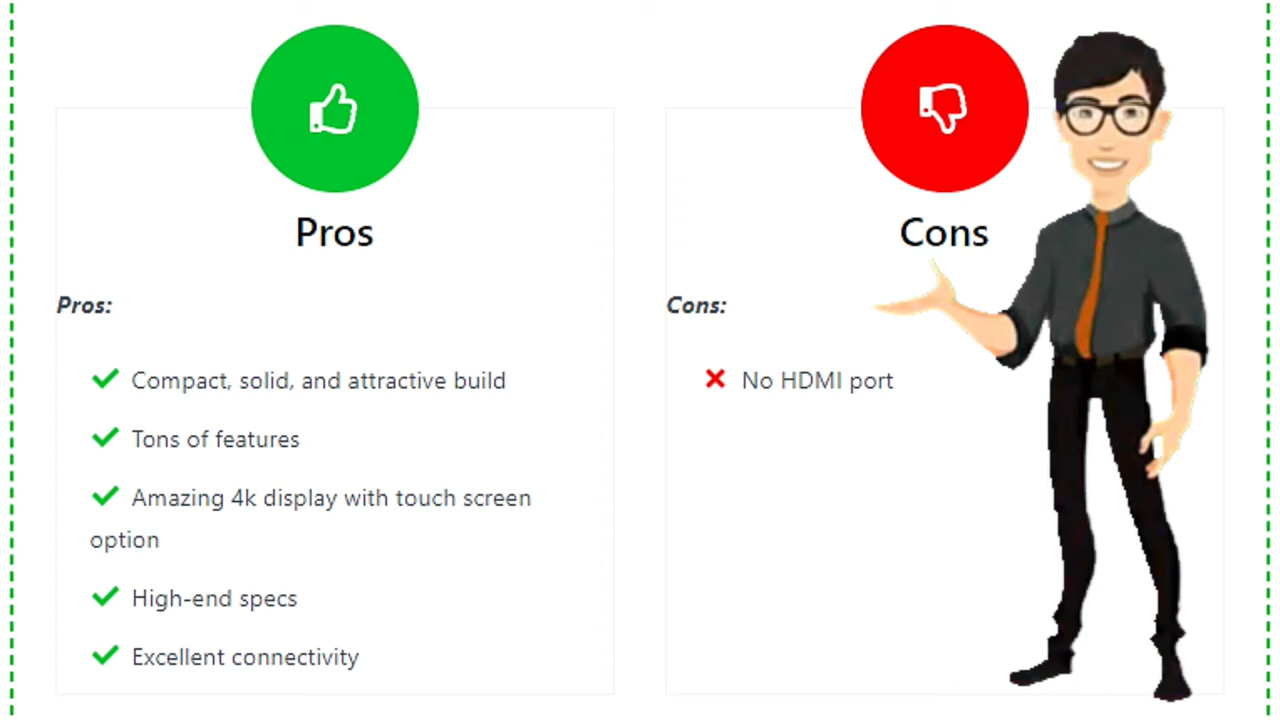 Pros
Pros:
Compact, solid, and attractive build
Tons of features
Amazing 4k display with touch screen
option
High-end specs
Excellent connectivity
Cons
Cons:
No HDMI port